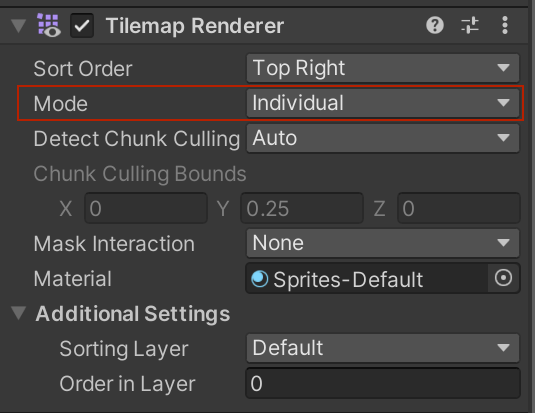 Tilemap Renderer
Sort Order Top Right
Mode Individual
Detect Chunk Culling Auto
Chunk Culling Bounds
X 0 Y 0.25 Z 0
Mask Interaction None
Material Sprites-Default
Additional Settings
Sorting Layer Default
Order in Layer 0